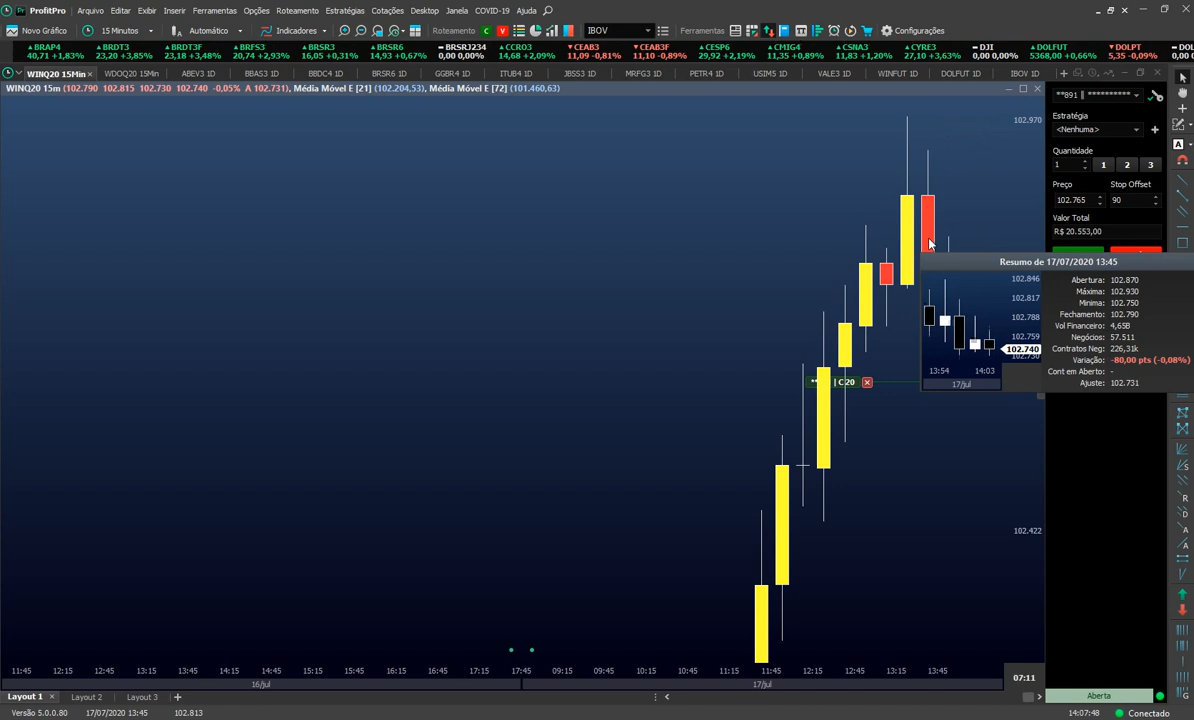 ProfitPro Arquivo Editar Exibir Inserir Ferramentas Opções Roteamento Estratégias Cotações Desktop Janela COVID-19 Ajuda
Novo Gráfico 15 Minutos Automático Indicadores Roteamento C V IBOV Ferramentas Configurações
BRAP4 BRDT3 BRDT3F BRFS3 BRSR3 BRSR6 BRSRJ234 CCRO3 CEAB3 CEAB3F CESP6 CMIG4 CSNA3 CYRE3 DJI DOLFUT DOLPT DOL
40,71 +1,83% 23,20 +3,85% 23,18 +3,48% 20,74 +2,93% 16,05 +0,31% 14,93 +0,67% 0,00 0,00% 14,68 +2,09% 11,09 -0,81% 11,10 -0,89% 29,92 +2,19% 11,35 +0,89% 11,83 +1,20% 27,10 +3,63% 0,00 0,00% 5368,00 +0,66% 5,35 -0,09% 0,00
WINQ20 15Min WDOQ20 15Min ABEV3 1D BBAS3 1D BBDC4 1D BRSR6 1D GGBR4 1D ITUB4 1D JBSS3 1D MRFG3 1D PETR4 1D USIM5 1D VALE3 1D WINFUT 1D DOLFUT 1D IBOV 1D
WINQ20 15m (102.790 102.815 102.730 102.740 -0,05% A 102.731), Média Móvel E [21] (102.204,53), Média Móvel E [72] (101.460,63)
**891 || **********
Estratégia
<Nenhuma>
Quantidade
1 1 2 3
Preço Stop Offset
102.765 90
Valor Total
R$ 20.553,00
102.970
Resumo de 17/07/2020 13:45
102.846
102.817
102.788
102.759
102.740
102.730
13:54 14:03
17/jul
Abertura: 102.870
Máxima: 102.930
Mínima: 102.750
Fechamento: 102.790
Vol Financeiro: 4,65B
Negócios: 57.511
Contratos Neg: 226,31k
Variação: -80,00 pts (-0,08%)
Cont em Aberto: -
Ajuste: 102.731
| C 20
102.422
11:45 12:15 12:45 13:15 13:45 14:15 14:45 15:15 15:45 16:15 16:45 17:15 17:45 09:15 09:45 10:15 10:45 11:15 11:45 12:15 12:45 13:15 13:45
07:11
16/jul 17/jul
Layout 1 Layout 2 Layout 3
Aberta
Versão 5.0.0.80 17/07/2020 13:45 102.813 14:07:48 Conectado